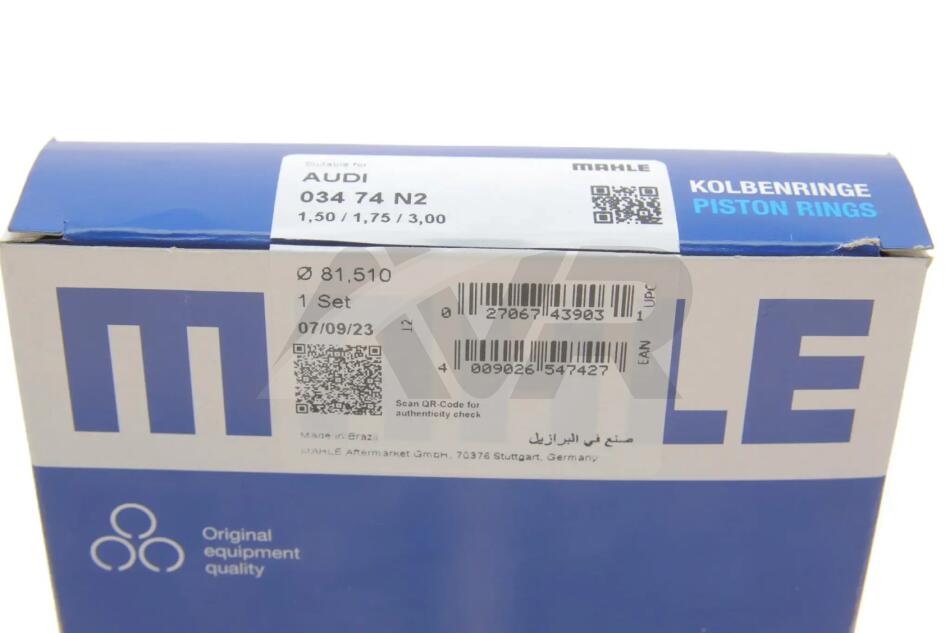 Suitable for
AUDI
034 74 N2
1,50 / 1,75 / 3,00
MAHLE
KOLBENRINGE
PISTON RINGS
Ø 81,510
1 Set
07/09/23
12
0 27067 43903 1 UPC
4 009026 547427 EAN
Scan QR-Code for
authenticity check
Made in Brazil
صنع في البرازيل
MAHLE Aftermarket GmbH, 70376 Stuttgart, Germany
MAHLE
AVR
Original
equipment
quality